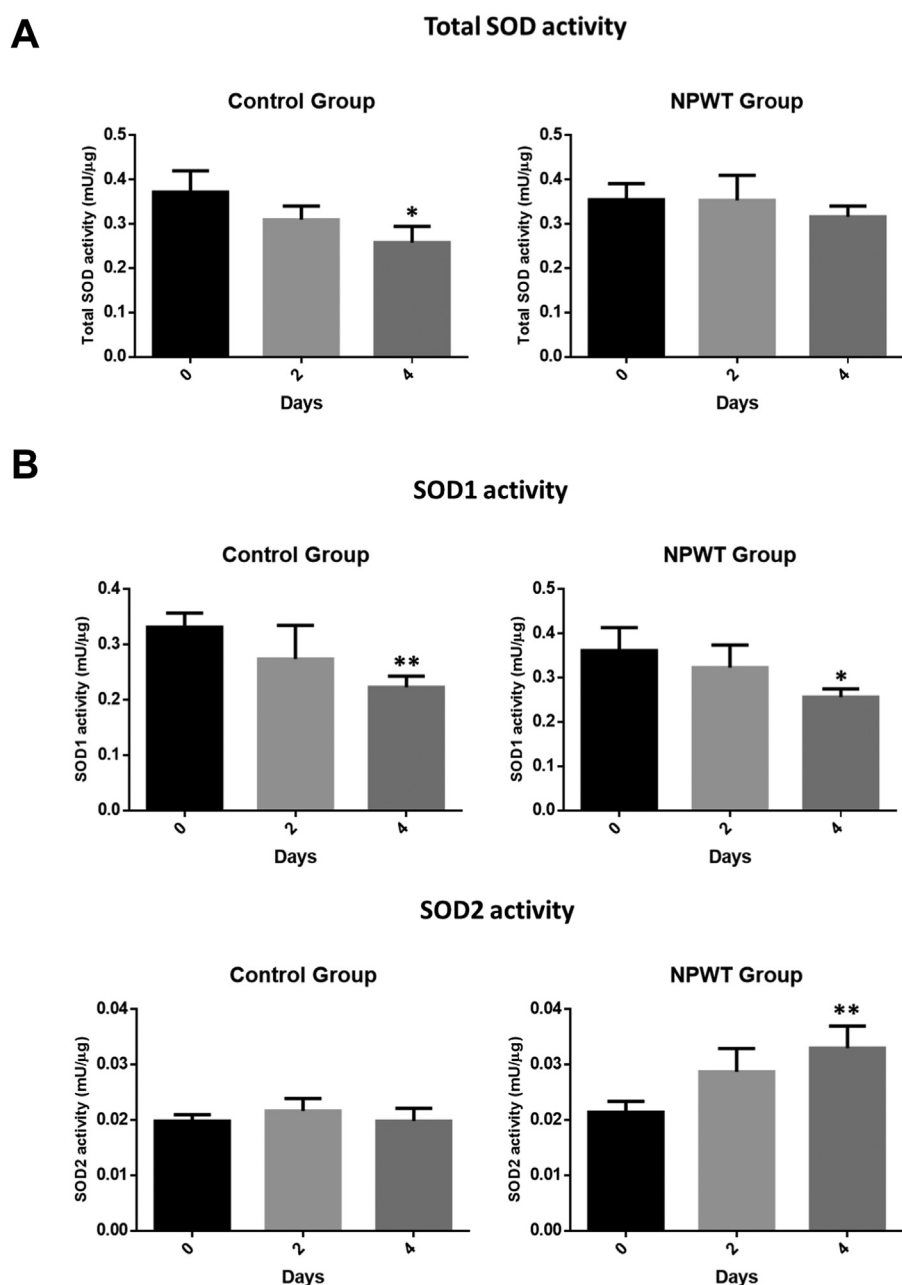 A
Total SOD activity
Control Group
Total SOD activity (mU/μg)
0.5
0.4
0.3
0.2
0.1
0.0
*
0 2 4
Days
NPWT Group
Total SOD activity (mU/μg)
0.5
0.4
0.3
0.2
0.1
0.0
0 2 4
Days
B
SOD1 activity
Control Group
SOD1 activity (mU/μg)
0.4
0.3
0.2
0.1
0.0
**
0 2 4
Days
NPWT Group
SOD1 activity (mU/μg)
0.5
0.4
0.3
0.2
0.1
0.0
*
0 2 4
Days
SOD2 activity
Control Group
SOD2 activity (mU/μg)
0.04
0.03
0.02
0.01
0.00
0 2 4
Days
NPWT Group
SOD2 activity (mU/μg)
0.04
0.03
0.02
0.01
0.00
**
0 2 4
Days